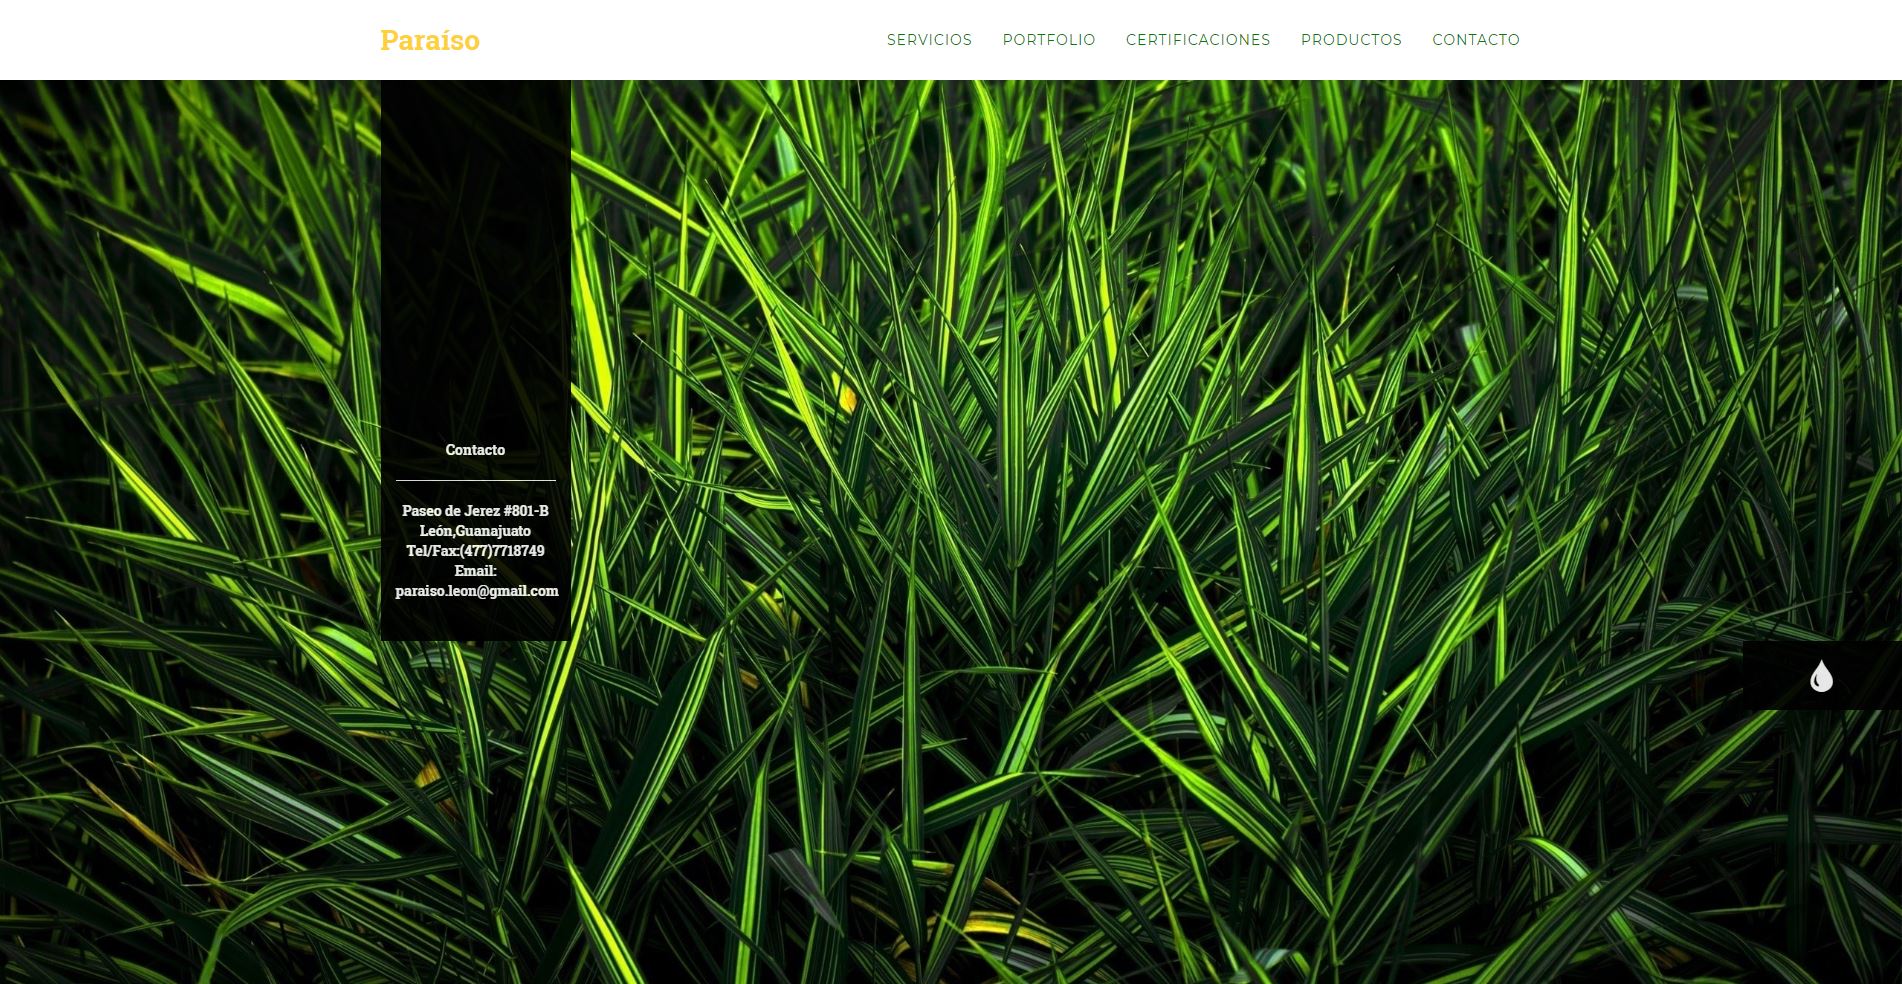 Paraíso
SERVICIOS PORTFOLIO CERTIFICACIONES PRODUCTOS CONTACTO
Contacto
Paseo de Jerez #801-B
León,Guanajuato
Tel/Fax:(477)7718749
Email:
paraiso.leon@gmail.com